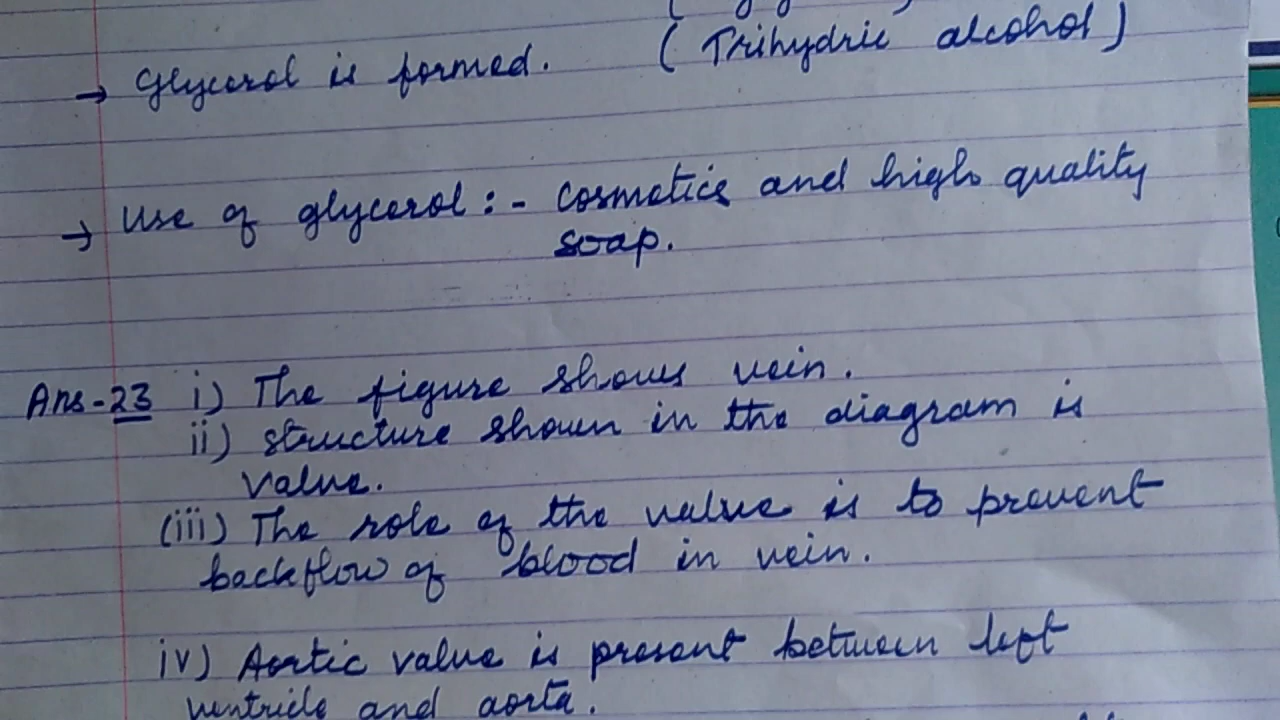 → Glycerol is formed. (Trihydric alcohol)
→ Use of glycerol :- Cosmetics and high quality
soap.
Ans-23 i) The figure shows vein.
ii) structure shown in the diagram is
valve.
(iii) The role of the valve is to prevent
backflow of blood in vein.
iv) Aortic valve is present between left
ventricle and aorta.